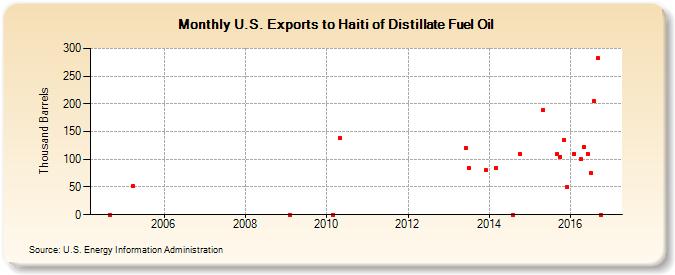 Monthly U.S. Exports to Haiti of Distillate Fuel Oil
Thousand Barrels
300
250
200
150
100
50
0
2006 2008 2010 2012 2014 2016
Source: U.S. Energy Information Administration